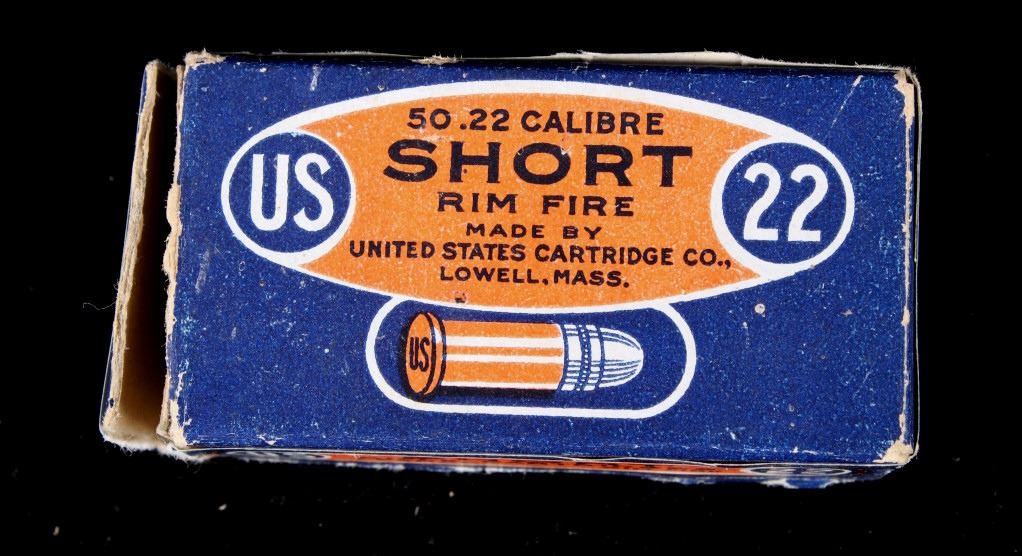 50 .22 CALIBRE
SHORT
RIM FIRE
MADE BY
UNITED STATES CARTRIDGE CO.,
LOWELL, MASS.
US
22
US